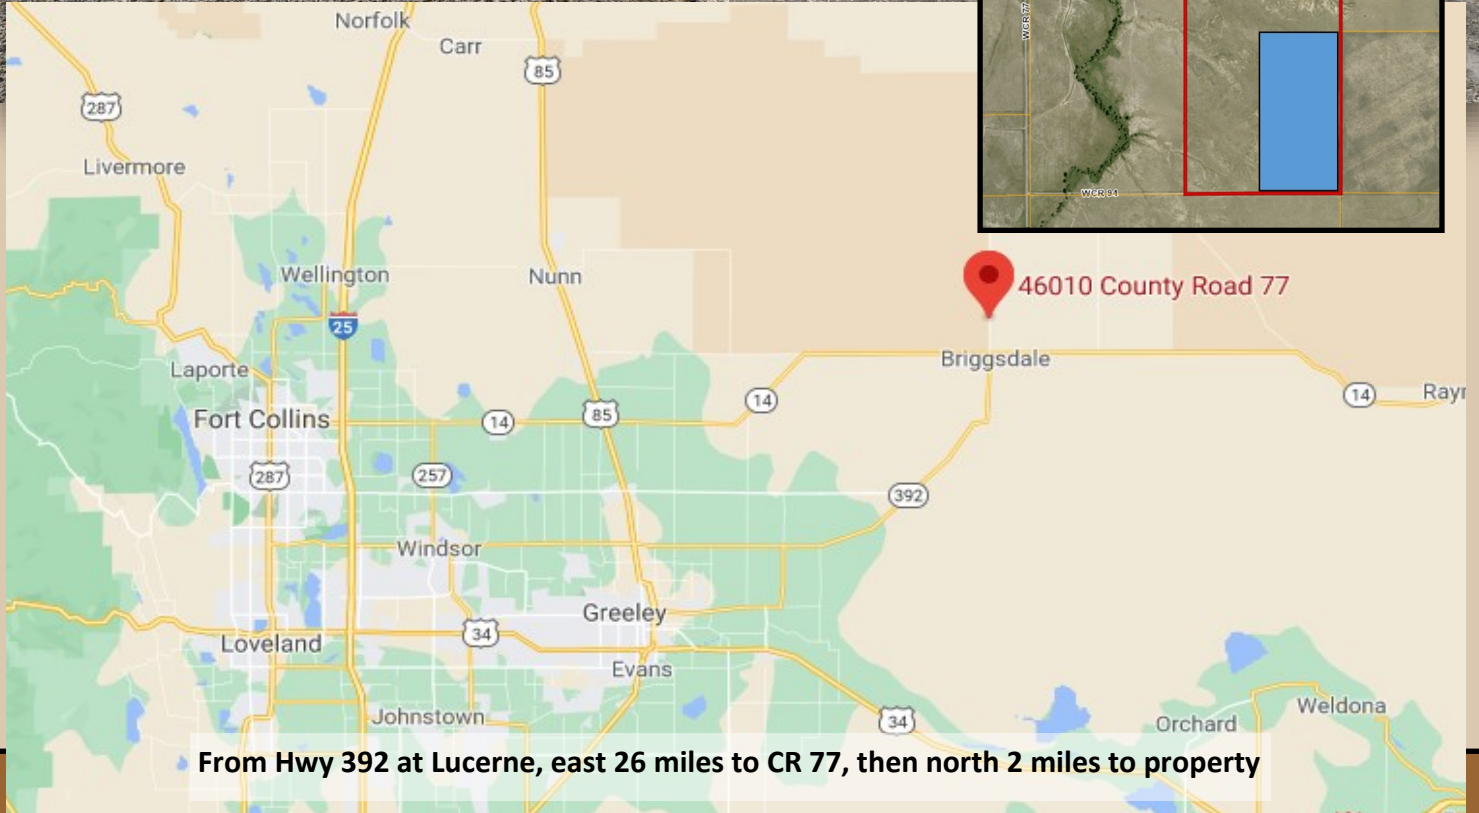 Norfolk
Carr
85
WCR 77
287
Livermore
WCR 94
Wellington
Nunn
46010 County Road 77
25
Laporte
Briggsdale
14
14
Fort Collins
14
85
287
257
392
Windsor
Greeley
34
Loveland
Evans
Johnstown
34
Orchard
Weldona
From Hwy 392 at Lucerne, east 26 miles to CR 77, then north 2 miles to property